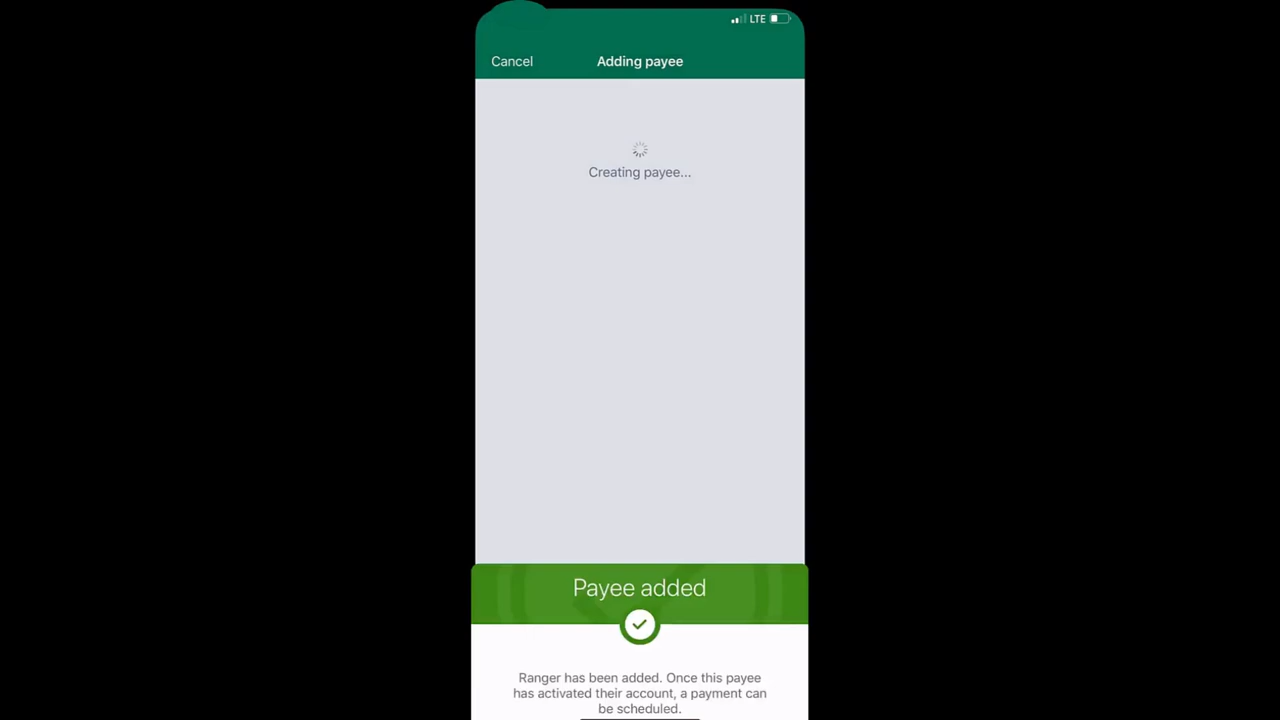 LTE
Cancel
Adding payee
Creating payee...
Payee added
Ranger has been added. Once this payee
has activated their account, a payment can
be scheduled.